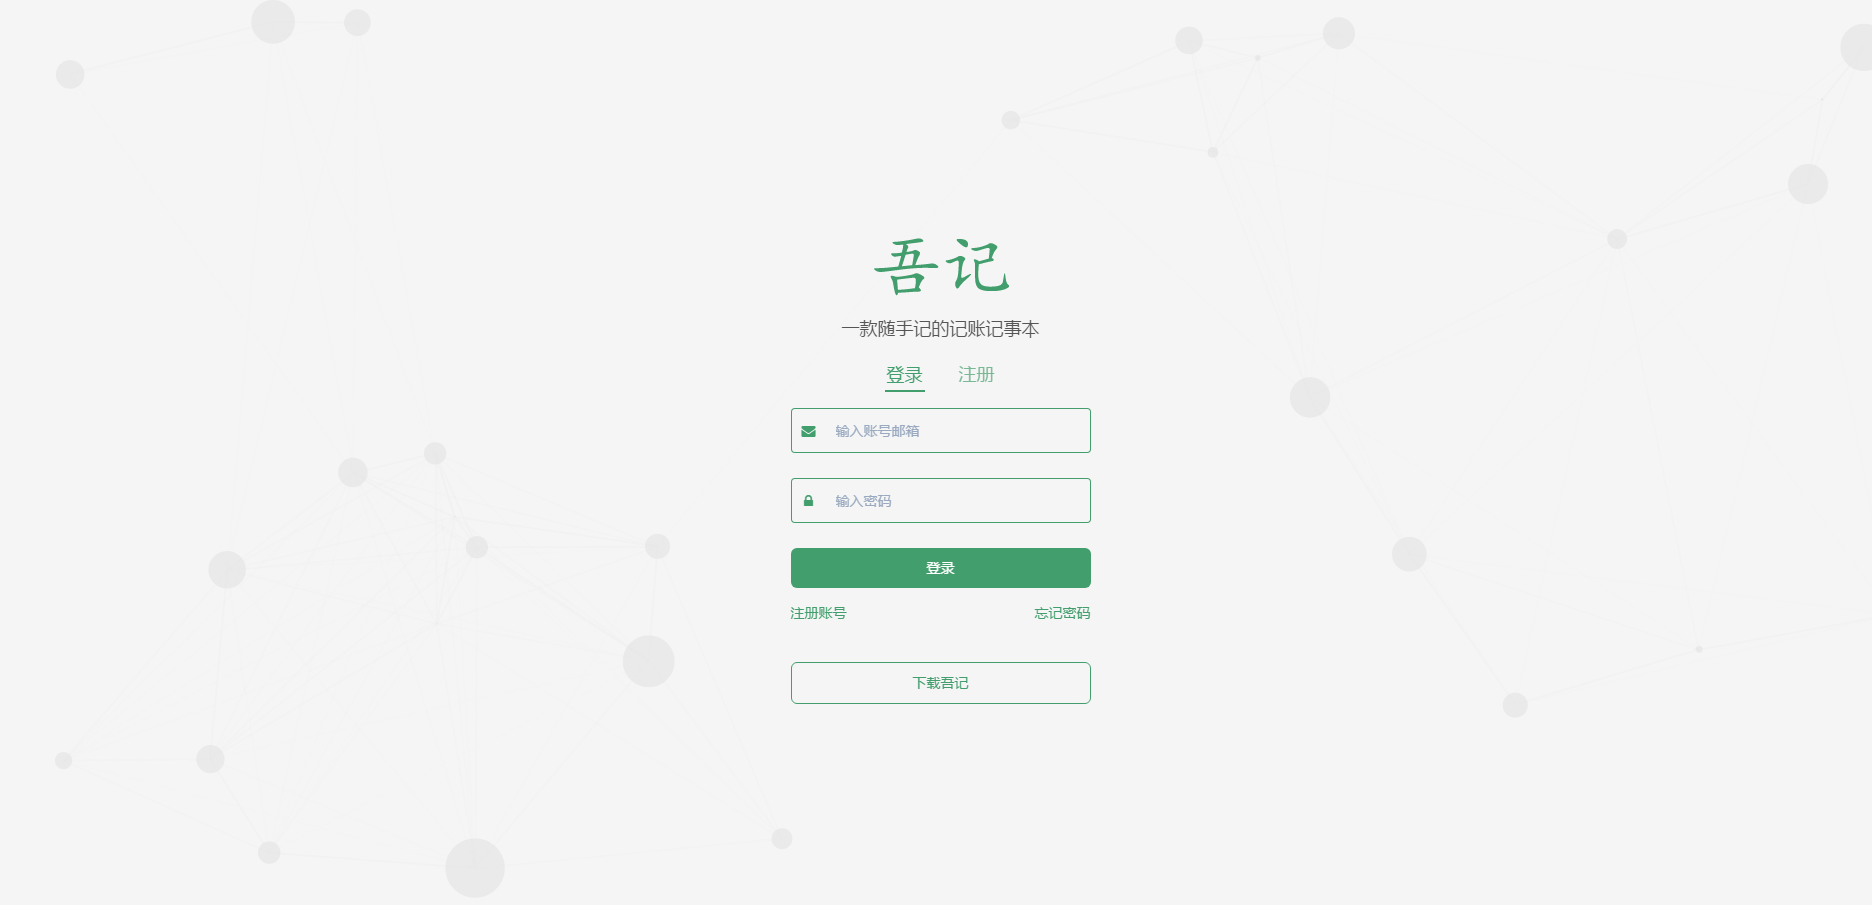 吾记
一款随手记的记账记事本
登录 注册
输入账号邮箱
输入密码
登录
注册账号 忘记密码
下载吾记